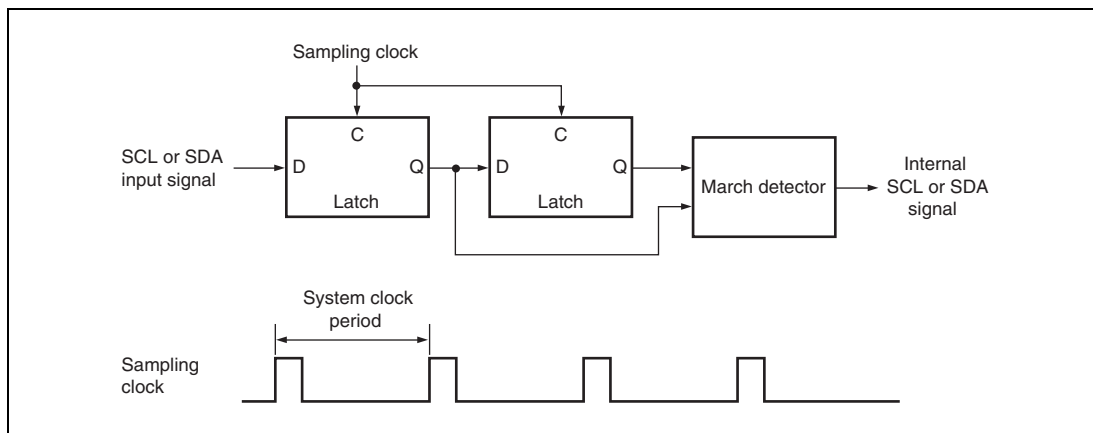 Sampling clock
SCL or SDA
input signal
D
C
Q
Latch
D
C
Q
Latch
March detector
Internal
SCL or SDA
signal
System clock
period
Sampling
clock